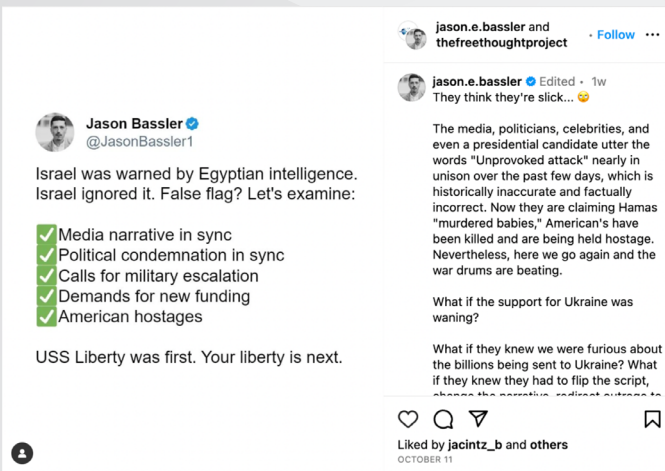 Jason Bassler
@JasonBassler1
Israel was warned by Egyptian intelligence.
Israel ignored it. False flag? Let's examine:
✅Media narrative in sync
✅Political condemnation in sync
✅Calls for military escalation
✅Demands for new funding
✅American hostages
USS Liberty was first. Your liberty is next.
jason.e.bassler and
thefreethoughtproject
• Follow •••
jason.e.bassler Edited • 1w
They think they're slick... 🙄
The media, politicians, celebrities, and
even a presidential candidate utter the
words "Unprovoked attack" nearly in
unison over the past few days, which is
historically inaccurate and factually
incorrect. Now they are claiming Hamas
"murdered babies," American's have
been killed and are being held hostage.
Nevertheless, here we go again and the
war drums are beating.
What if the support for Ukraine was
waning?
What if they knew we were furious about
the billions being sent to Ukraine? What
if they knew they had to flip the script,
change the narrative, redirect outrage to
Liked by jacintz_b and others
OCTOBER 11